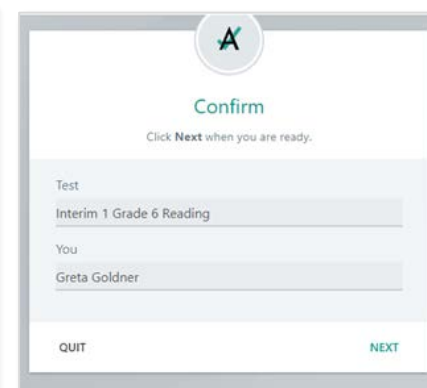 Confirm
Click Next when you are ready.
Test
Interim 1 Grade 6 Reading
You
Greta Goldner
QUIT
NEXT